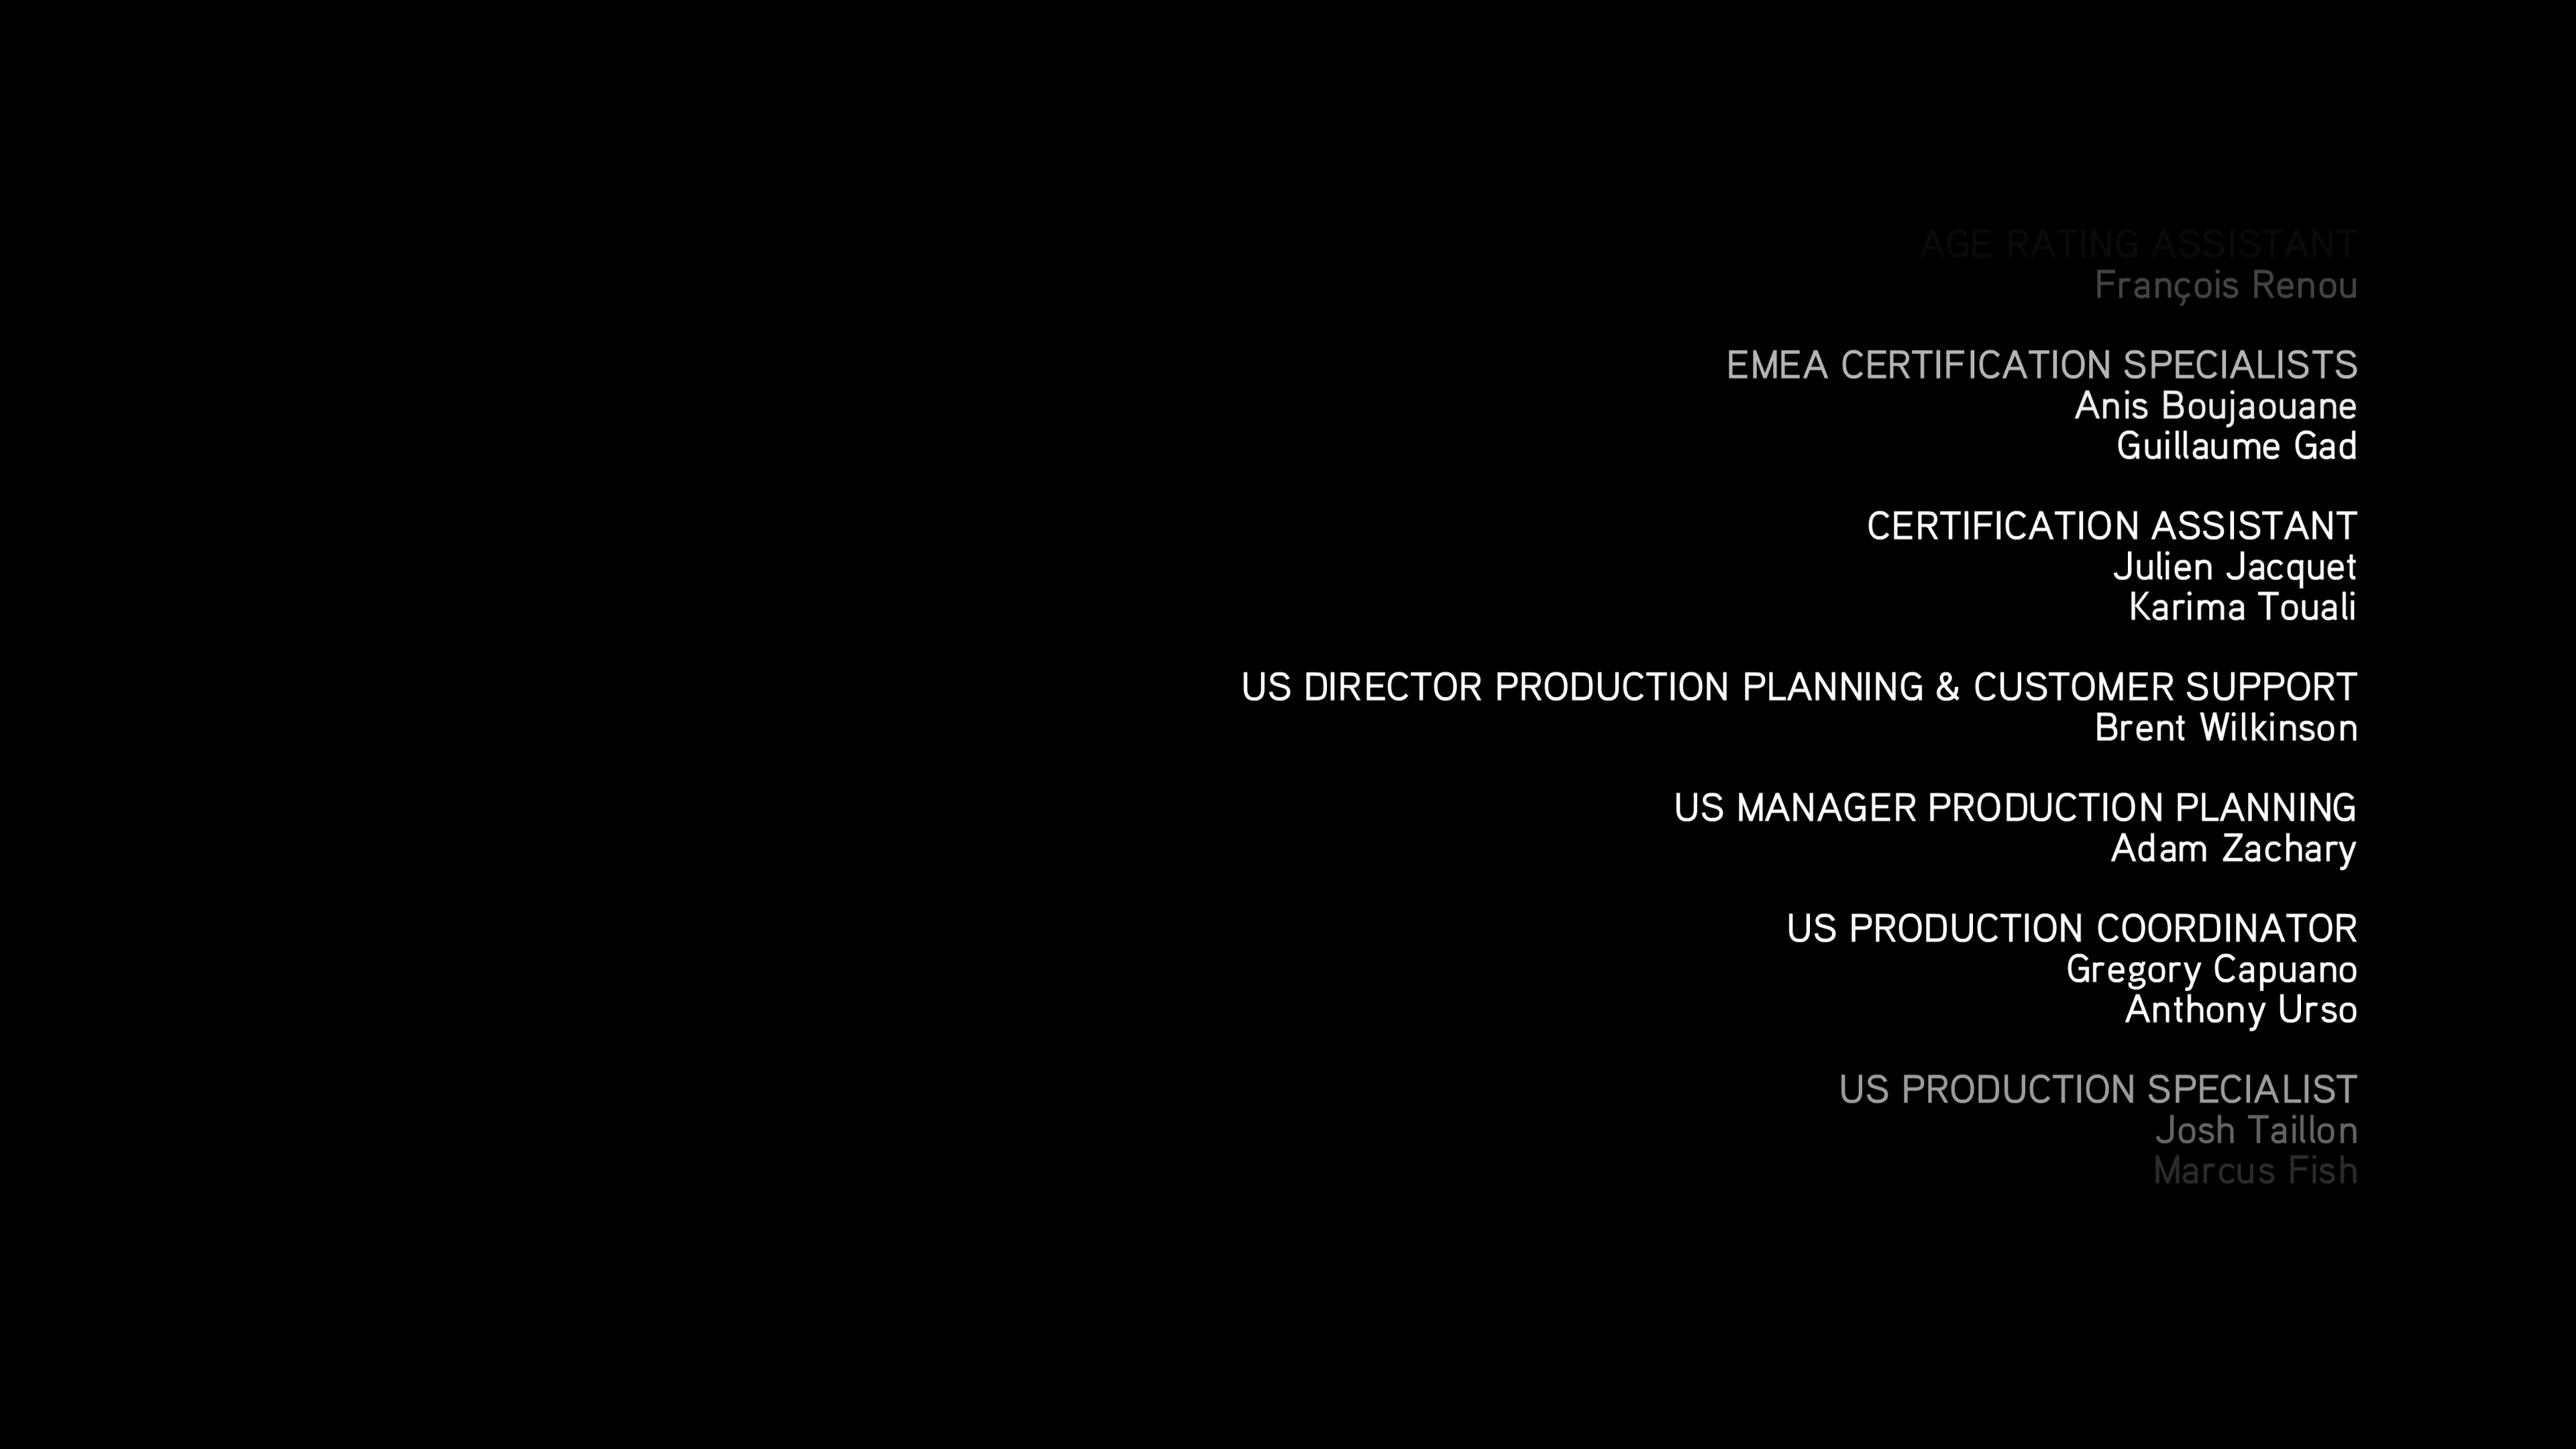 AGE RATING ASSISTANT
François Renou
EMEA CERTIFICATION SPECIALISTS
Anis Boujaouane
Guillaume Gad
CERTIFICATION ASSISTANT
Julien Jacquet
Karima Touali
US DIRECTOR PRODUCTION PLANNING & CUSTOMER SUPPORT
Brent Wilkinson
US MANAGER PRODUCTION PLANNING
Adam Zachary
US PRODUCTION COORDINATOR
Gregory Capuano
Anthony Urso
US PRODUCTION SPECIALIST
Josh Taillon
Marcus Fish